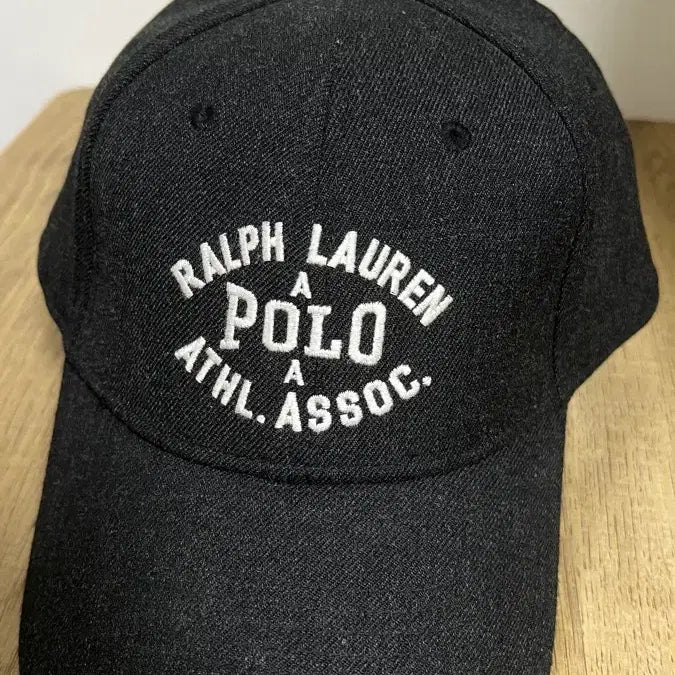 RALPH LAUREN
A
POLO
A
ATHL. ASSOC.